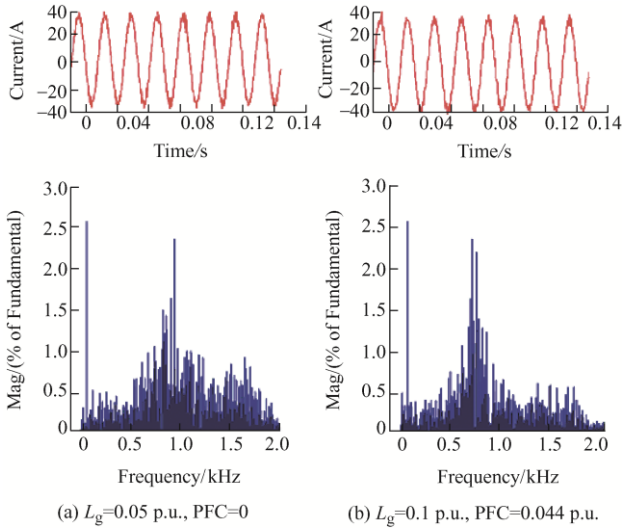 40
20
0
−20
−40
Current/A
0 0.04 0.08 0.12 0.14
Time/s
40
20
0
−20
−40
Current/A
0 0.04 0.08 0.12 0.14
Time/s
3.0
2.5
2.0
1.5
1.0
0.5
0
Mag/(% of Fundamental)
0 0.5 1.0 1.5 2.0
Frequency/kHz
3.0
2.5
2.0
1.5
1.0
0.5
0
Mag/(% of Fundamental)
0 0.5 1.0 1.5 2.0
Frequency/kHz
(a) Lg=0.05 p.u., PFC=0
(b) Lg=0.1 p.u., PFC=0.044 p.u.